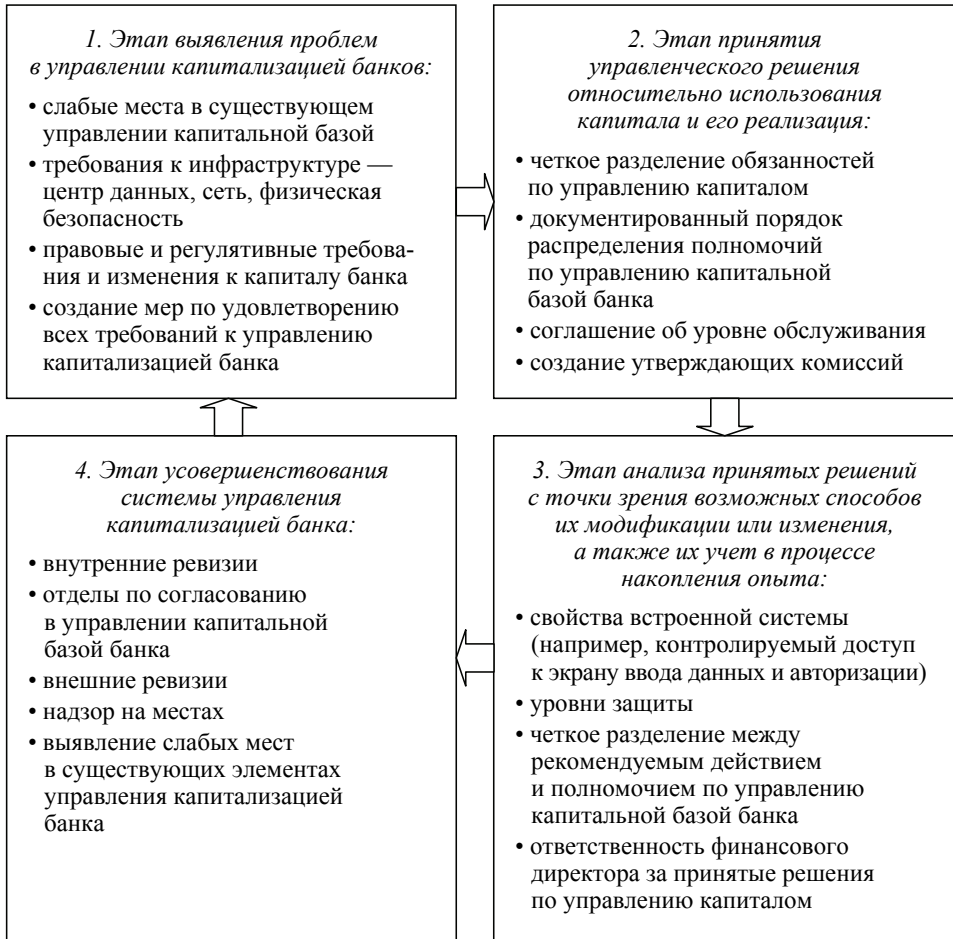 1. Этап выявления проблем
в управлении капитализацией банков:
• слабые места в существующем
управлении капитальной базой
• требования к инфраструктуре —
центр данных, сеть, физическая
безопасность
• правовые и регулятивные требова-
ния и изменения к капиталу банка
• создание мер по удовлетворению
всех требований к управлению
капитализацией банка
2. Этап принятия
управленческого решения
относительно использования
капитала и его реализация:
• четкое разделение обязанностей
по управлению капиталом
• документированный порядок
распределения полномочий
по управлению капитальной
базой банка
• соглашение об уровне обслуживания
• создание утверждающих комиссий
3. Этап анализа принятых решений
с точки зрения возможных способов
их модификации или изменения,
а также их учет в процессе
накопления опыта:
• свойства встроенной системы
(например, контролируемый доступ
к экрану ввода данных и авторизации)
• уровни защиты
• четкое разделение между
рекомендуемым действием
и полномочием по управлению
капитальной базой банка
• ответственность финансового
директора за принятые решения
по управлению капиталом
4. Этап усовершенствования
системы управления
капитализацией банка:
• внутренние ревизии
• отделы по согласованию
в управлении капитальной
базой банка
• внешние ревизии
• надзор на местах
• выявление слабых мест
в существующих элементах
управления капитализацией
банка